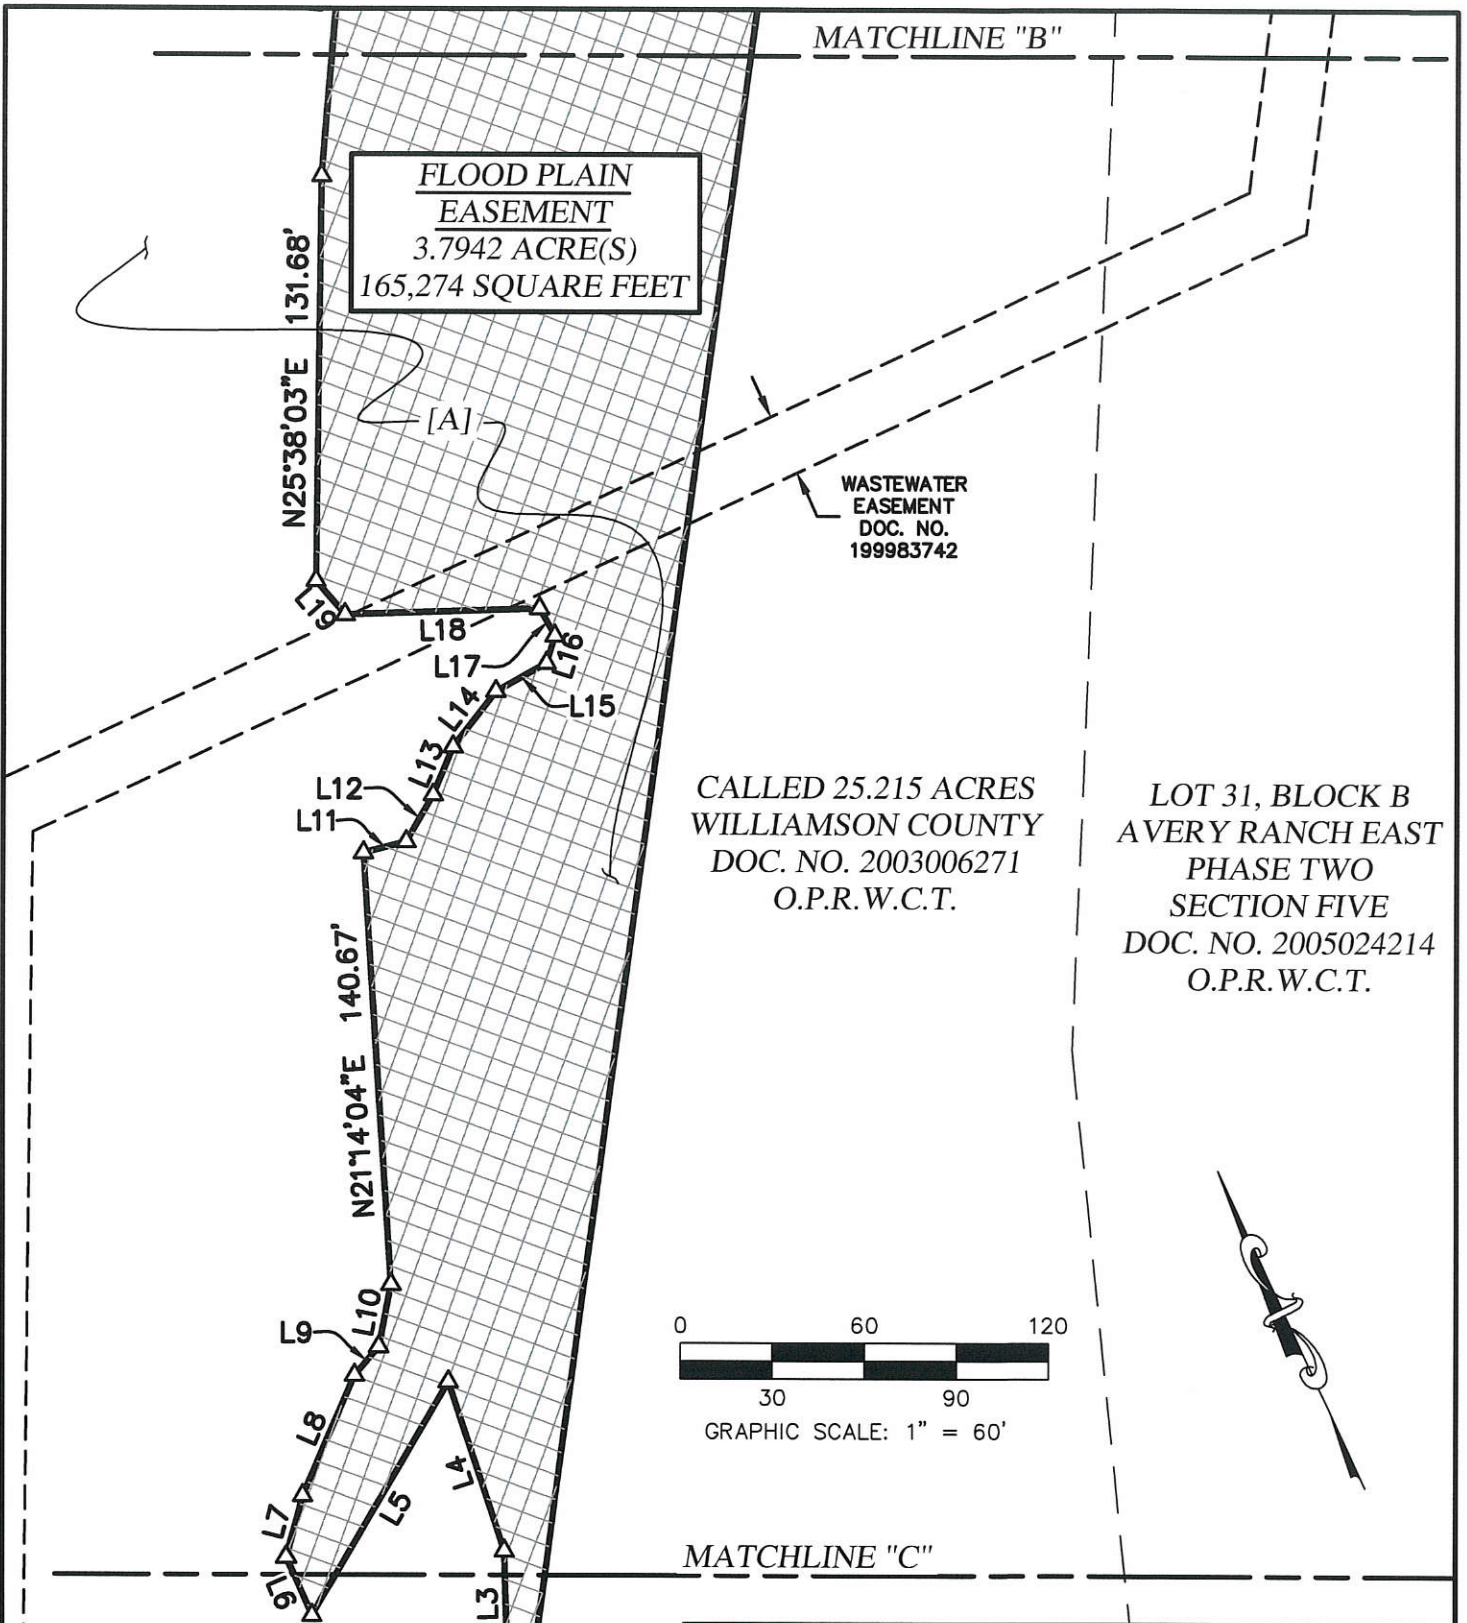 MATCHLINE "B"
FLOOD PLAIN
EASEMENT
3.7942 ACRE(S)
165,274 SQUARE FEET
N25°38'03"E 131.68'
[A]
WASTEWATER
EASEMENT
DOC. NO.
199983742
L19
L18
L17
L16
L15
L14
L13
L12
L11
CALLED 25.215 ACRES
WILLIAMSON COUNTY
DOC. NO. 2003006271
O.P.R.W.C.T.
LOT 31, BLOCK B
AVERY RANCH EAST
PHASE TWO
SECTION FIVE
DOC. NO. 2005024214
O.P.R.W.C.T.
N21°14'04"E 140.67'
L10
L9
L8
L7
L6
L5
L4
L3
0 60 120
30 90
GRAPHIC SCALE: 1" = 60'
MATCHLINE "C"